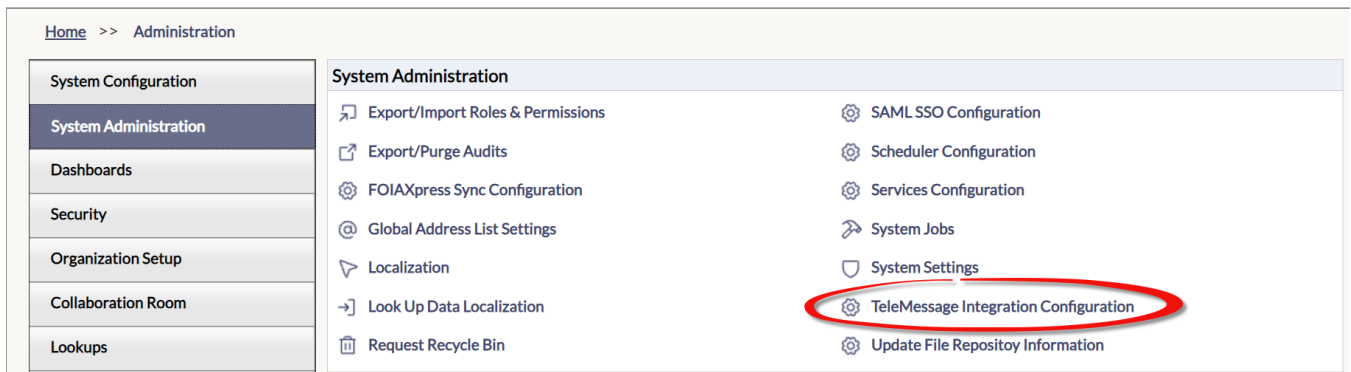 Home >> Administration
System Configuration
System Administration
Dashboards
Security
Organization Setup
Collaboration Room
Lookups
System Administration
Export/Import Roles & Permissions
Export/Purge Audits
FOIAXpress Sync Configuration
Global Address List Settings
Localization
Look Up Data Localization
Request Recycle Bin
SAML SSO Configuration
Scheduler Configuration
Services Configuration
System Jobs
System Settings
TeleMessage Integration Configuration
Update File Repositoy Information